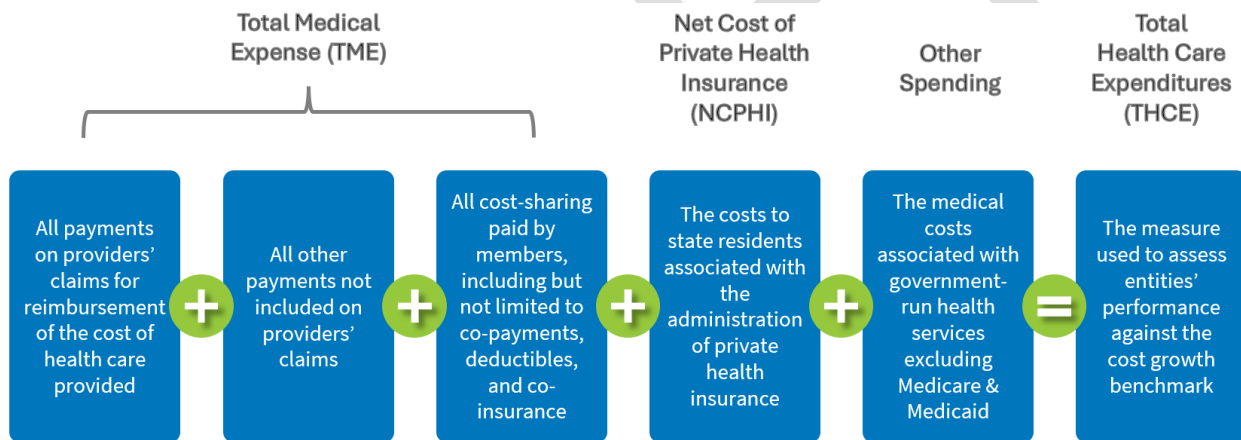 Total Medical
Expense (TME)
Net Cost of
Private Health
Insurance
(NCPHI)
Other
Spending
Total
Health Care
Expenditures
(THCE)
All payments
on providers’
claims for
reimbursement
of the cost of
health care
provided
+
All other
payments not
included on
providers’
claims
+
All cost-sharing
paid by
members,
including but
not limited to
co-payments,
deductibles,
and co-
insurance
+
The costs to
state residents
associated with
the
administration
of private
health
insurance
+
The medical
costs
associated with
government-
run health
services
excluding
Medicare &
Medicaid
=
The measure
used to assess
entities’
performance
against the
cost growth
benchmark